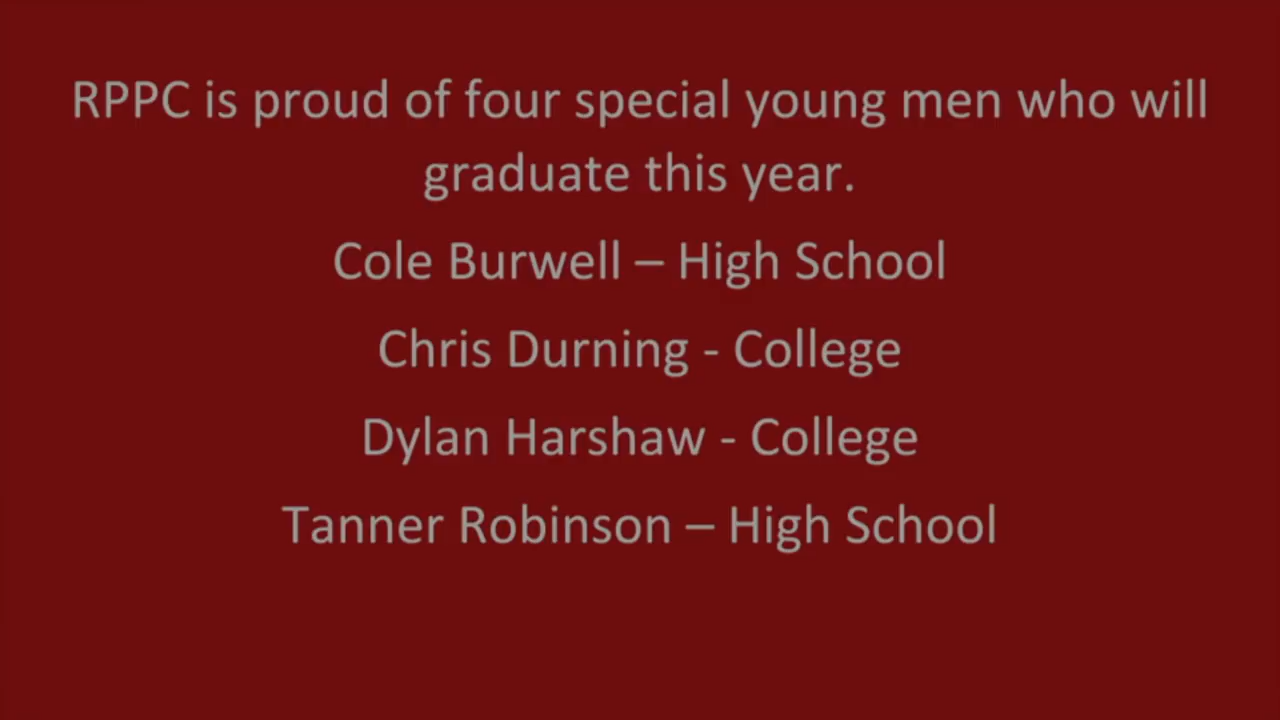 RPPC is proud of four special young men who will
graduate this year.
Cole Burwell – High School
Chris Durning - College
Dylan Harshaw - College
Tanner Robinson – High School